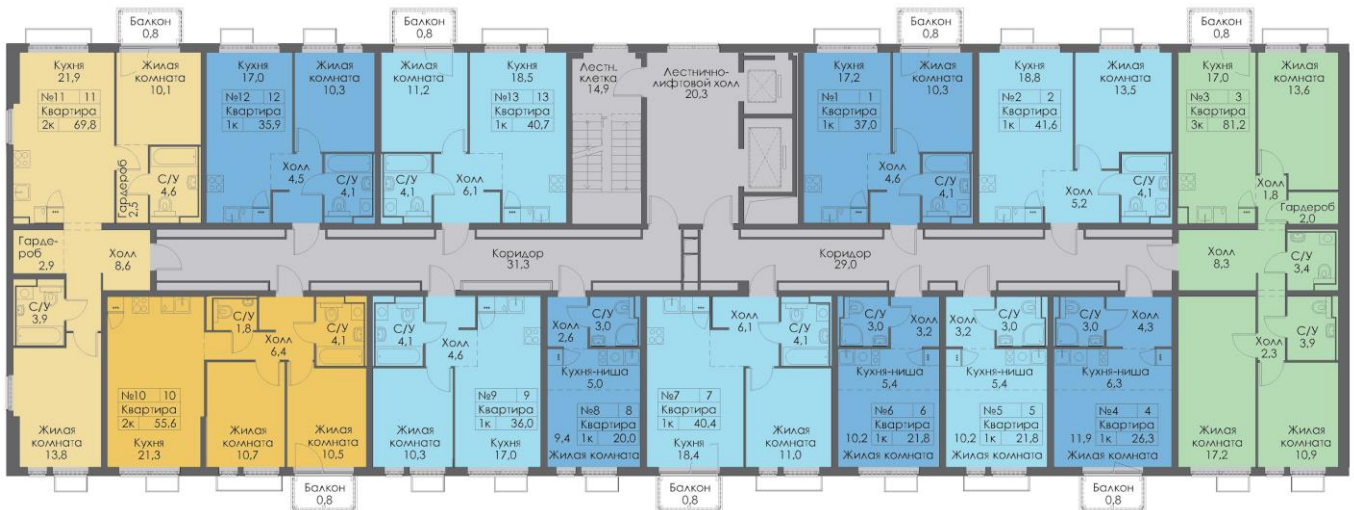 Балкон
0,8
Балкон
0,8
Балкон
0,8
Балкон
0,8
Кухня
21,9
№11 11
Квартира
2к 69,8
Жилая
комната
10,1
Гардероб
2,5
С/У
4,6
Кухня
17,0
№12 12
Квартира
1к 35,9
Жилая
комната
10,3
Холл
4,5
С/У
4,1
Жилая
комната
11,2
С/У
4,1
Холл
6,1
Кухня
18,5
№13 13
Квартира
1к 40,7
Лестн.
клетка
14,9
Лестнично-
лифтовой холл
20,3
Кухня
17,2
№1 1
Квартира
1к 37,0
Жилая
комната
10,3
Холл
4,6
С/У
4,1
Кухня
18,8
№2 2
Квартира
1к 41,6
Жилая
комната
13,5
Холл
5,2
С/У
4,1
Кухня
17,0
№3 3
Квартира
3к 81,2
Жилая
комната
13,6
Холл
1,8
Гардероб
2,0
Гарде-
роб
2,9
Холл
8,6
Коридор
31,3
Коридор
29,0
Холл
8,3
С/У
3,4
С/У
3,9
Жилая
комната
13,8
№10 10
Квартира
2к 55,6
Кухня
21,3
С/У
1,8
Холл
6,4
С/У
4,1
Жилая
комната
10,7
Жилая
комната
10,5
Балкон
0,8
С/У
4,1
Холл
4,6
Жилая
комната
10,3
№9 9
Квартира
1к 36,0
Кухня
17,0
Холл
2,6
С/У
3,0
Кухня-ниша
5,0
№8 8
Квартира
1к 20,0
9,4
Жилая комната
№7 7
Квартира
1к 40,4
Кухня
18,4
Холл
6,1
С/У
4,1
Жилая
комната
11,0
Балкон
0,8
С/У
3,0
Холл
3,2
Кухня-ниша
5,4
№6 6
Квартира
1к 21,8
10,2
Жилая комната
Холл
3,2
С/У
3,0
Кухня-ниша
5,4
№5 5
Квартира
1к 21,8
10,2
Жилая комната
С/У
3,0
Холл
4,3
Кухня-ниша
6,3
№4 4
Квартира
1к 26,3
11,9
Жилая комната
Балкон
0,8
Холл
2,3
С/У
3,9
Жилая
комната
17,2
Жилая
комната
10,9